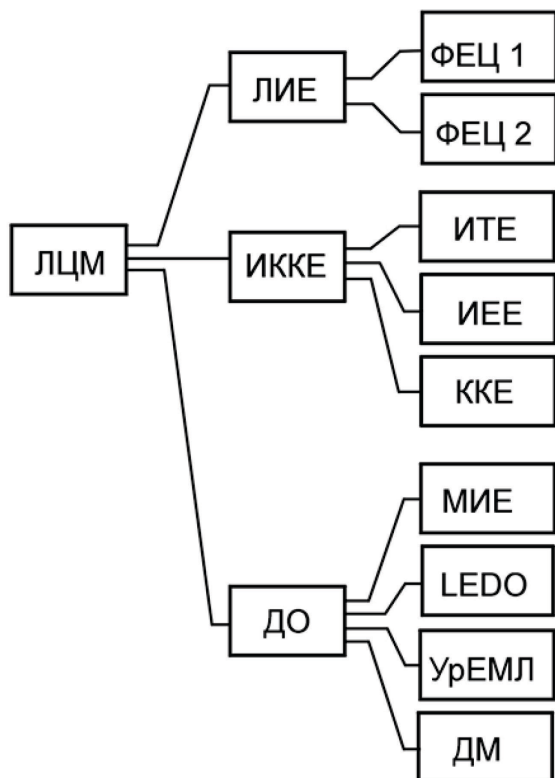 ЛЦМ
ЛИЕ
ФЕЦ 1
ФЕЦ 2
ИККЕ
ИТЕ
ИЕЕ
ККЕ
ДО
МИЕ
LEDO
УрЕМЛ
ДМ